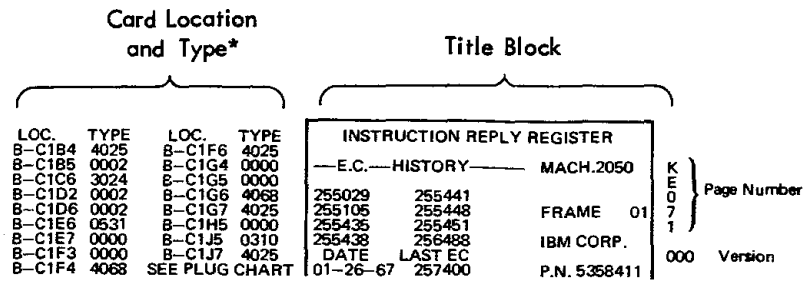 Card Location
and Type*
Title Block
LOC. TYPE LOC. TYPE
B-C1B4 4025 B-C1F6 4025
B-C1B5 0002 B-C1G4 0000
B-C1C6 3024 B-C1G5 0000
B-C1D2 0002 B-C1G6 4068
B-C1D6 0002 B-C1G7 4025
B-C1E6 0531 B-C1H5 0000
B-C1E7 0000 B-C1J5 0310
B-C1F3 0000 B-C1J7 4025
B-C1F4 4068 SEE PLUG CHART
INSTRUCTION REPLY REGISTER
—E.C.—HISTORY—— MACH.2050
255029 255441
255105 255448 FRAME 01
255435 255451
255438 256488 IBM CORP.
DATE LAST EC
01-26-67 257400 P.N. 5358411
KE071
Page Number
000 Version